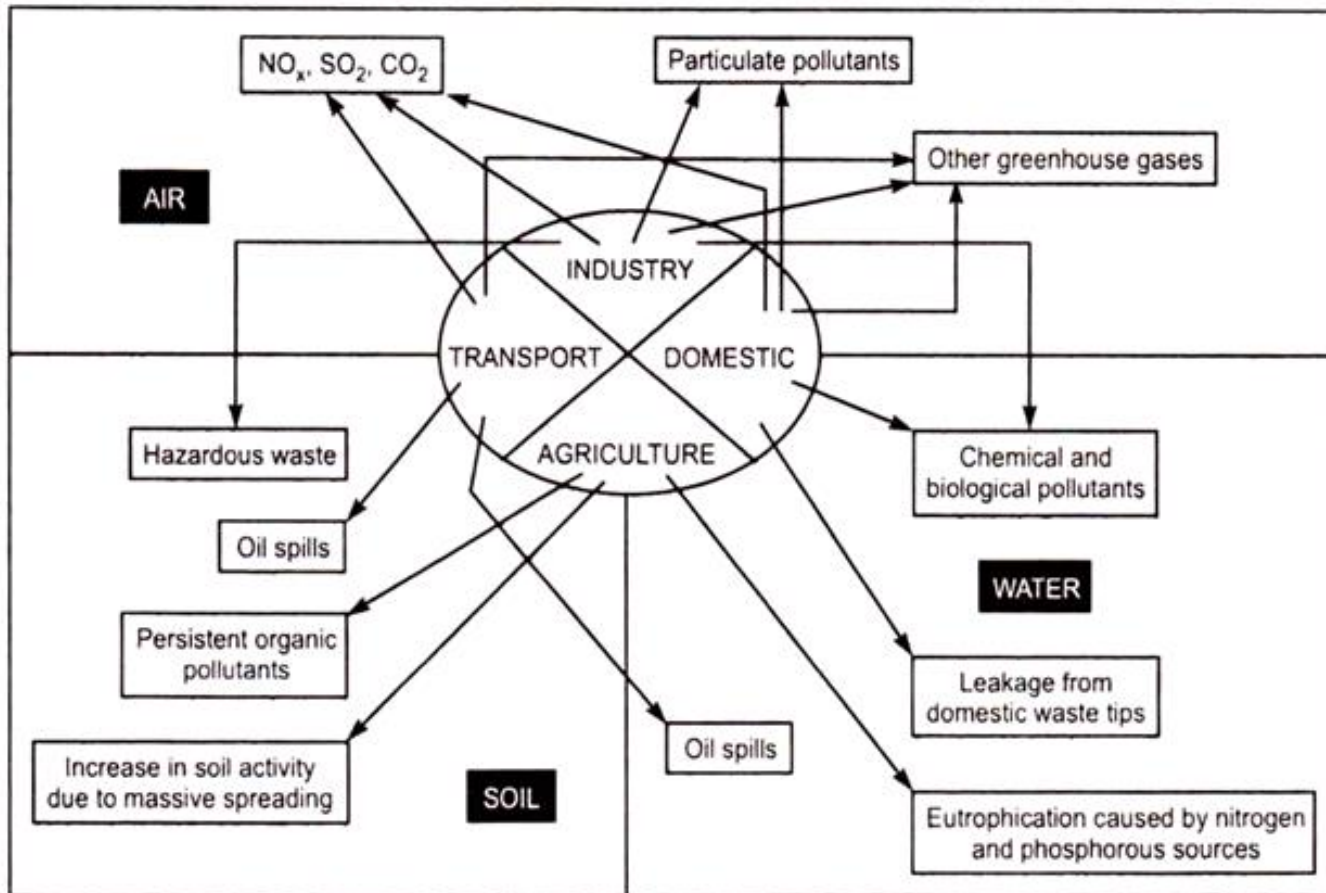 NOₓ, SO₂, CO₂
Particulate pollutants
Other greenhouse gases
AIR
INDUSTRY
TRANSPORT
DOMESTIC
AGRICULTURE
Hazardous waste
Chemical and
biological pollutants
Oil spills
WATER
Persistent organic
pollutants
Leakage from
domestic waste tips
Oil spills
Increase in soil activity
due to massive spreading
SOIL
Eutrophication caused by nitrogen
and phosphorous sources